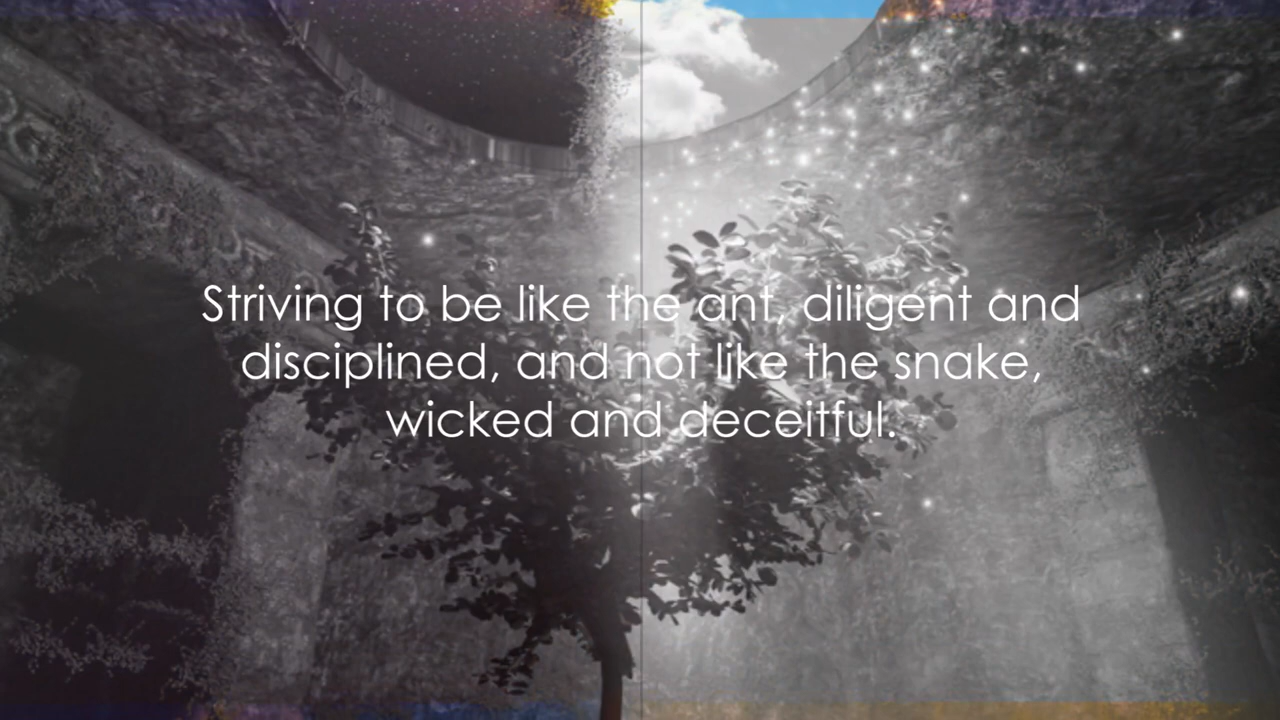 Striving to be like the ant, diligent and
disciplined, and not like the snake,
wicked and deceitful.